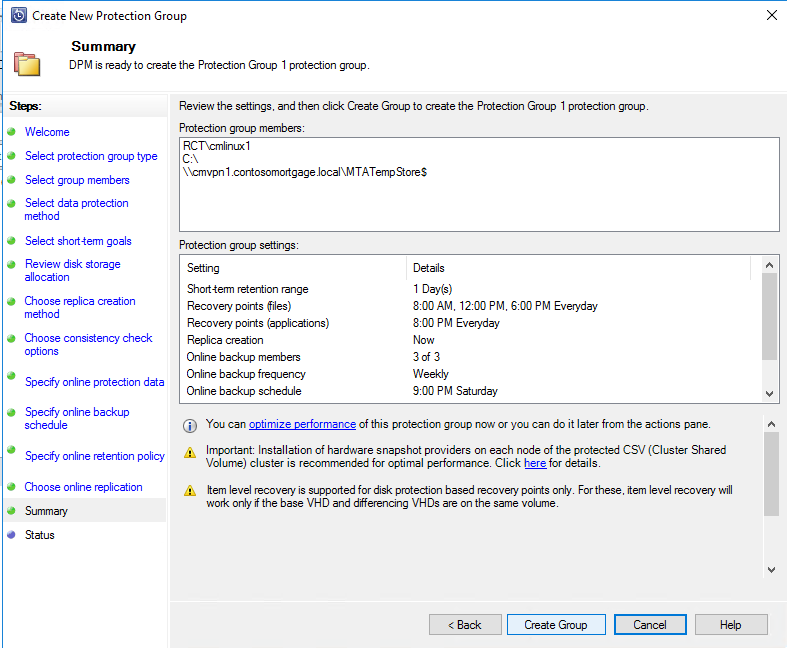 Create New Protection Group
Summary
DPM is ready to create the Protection Group 1 protection group.
Steps:
Welcome
Select protection group type
Select group members
Select data protection
method
Select short-term goals
Review disk storage
allocation
Choose replica creation
method
Choose consistency check
options
Specify online protection data
Specify online backup
schedule
Specify online retention policy
Choose online replication
Summary
Status
Review the settings, and then click Create Group to create the Protection Group 1 protection group.
Protection group members:
RCT\cmlinux1
C:\
\\cmvpn1.contosomortgage.local\MTATempStore$
Protection group settings:
Setting Details
Short-term retention range 1 Day(s)
Recovery points (files) 8:00 AM, 12:00 PM, 6:00 PM Everyday
Recovery points (applications) 8:00 PM Everyday
Replica creation Now
Online backup members 3 of 3
Online backup frequency Weekly
Online backup schedule 9:00 PM Saturday
You can optimize performance of this protection group now or you can do it later from the actions pane.
Important: Installation of hardware snapshot providers on each node of the protected CSV (Cluster Shared
Volume) cluster is recommended for optimal performance. Click here for details.
Item level recovery is supported for disk protection based recovery points only. For these, item level recovery will
work only if the base VHD and differencing VHDs are on the same volume.
< Back Create Group Cancel Help